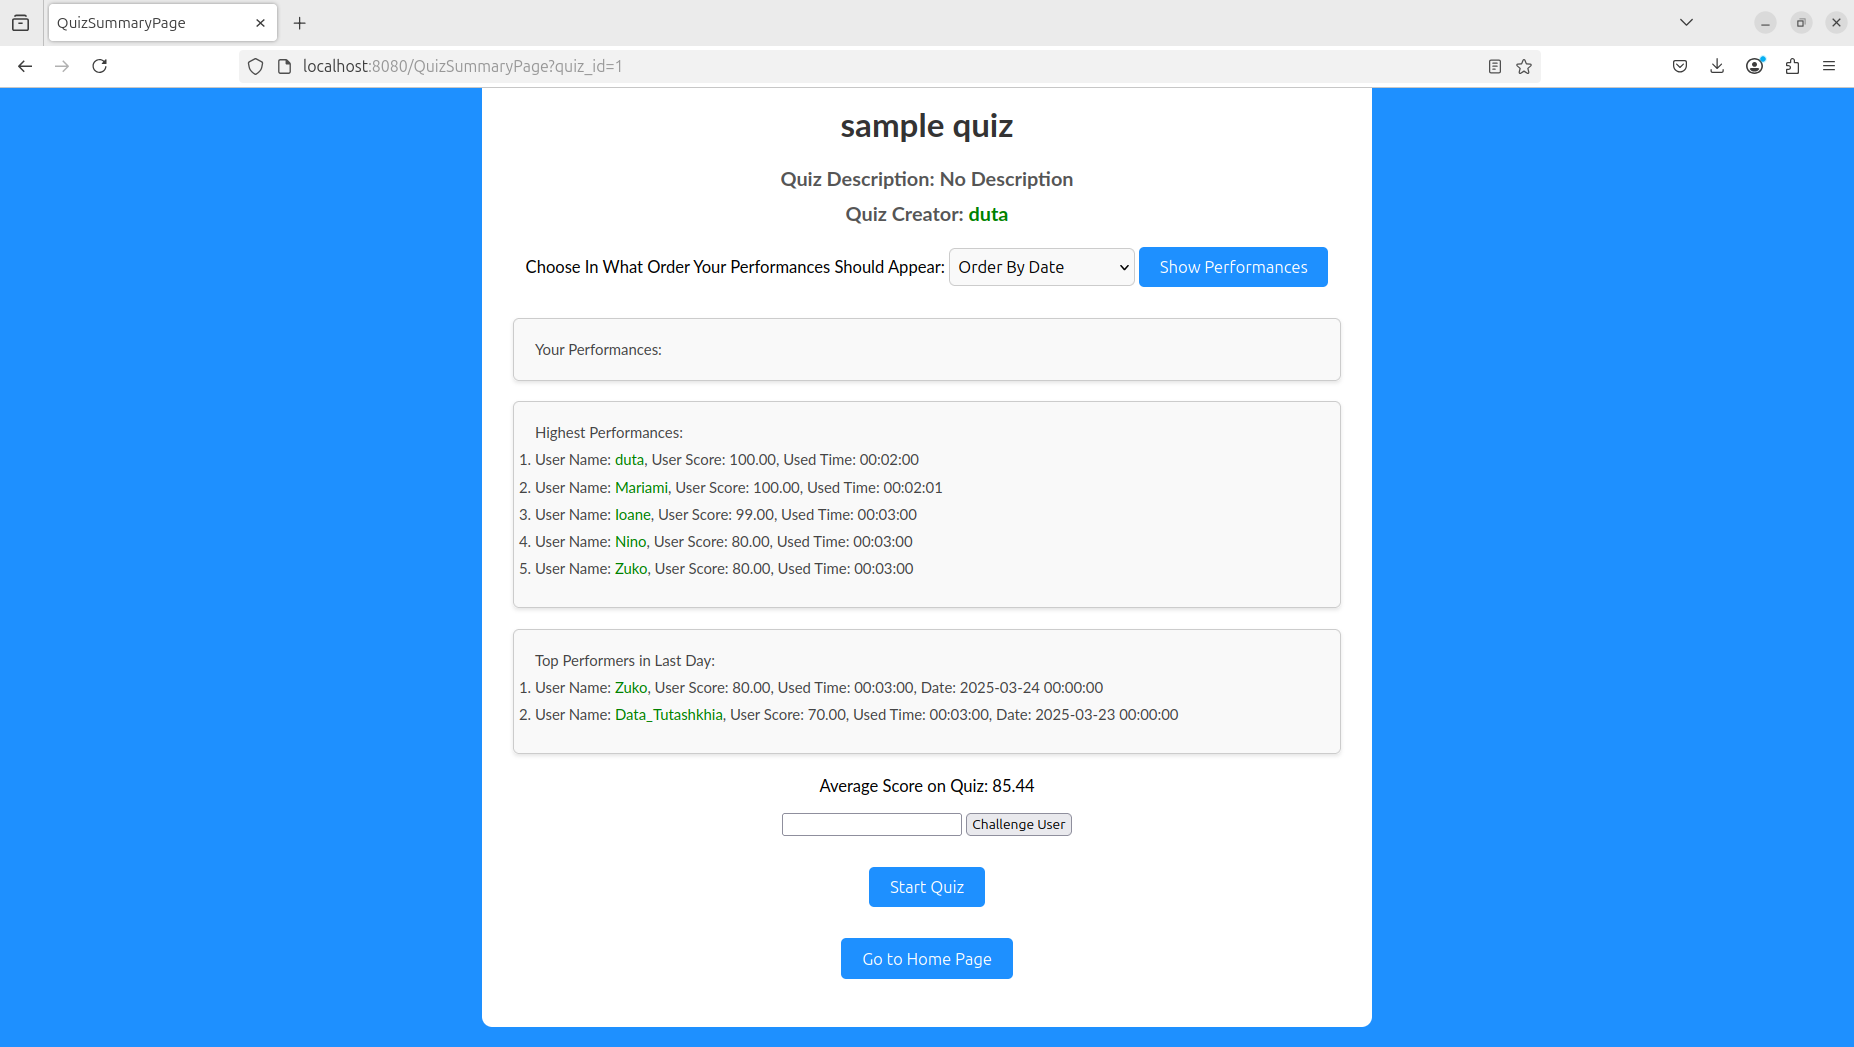 QuizSummaryPage
localhost:8080/QuizSummaryPage?quiz_id=1
sample quiz
Quiz Description: No Description
Quiz Creator: duta
Choose In What Order Your Performances Should Appear: Order By Date Show Performances
Your Performances:
Highest Performances:
1. User Name: duta, User Score: 100.00, Used Time: 00:02:00
2. User Name: Mariami, User Score: 100.00, Used Time: 00:02:01
3. User Name: Ioane, User Score: 99.00, Used Time: 00:03:00
4. User Name: Nino, User Score: 80.00, Used Time: 00:03:00
5. User Name: Zuko, User Score: 80.00, Used Time: 00:03:00
Top Performers in Last Day:
1. User Name: Zuko, User Score: 80.00, Used Time: 00:03:00, Date: 2025-03-24 00:00:00
2. User Name: Data_Tutashkhia, User Score: 70.00, Used Time: 00:03:00, Date: 2025-03-23 00:00:00
Average Score on Quiz: 85.44
Challenge User
Start Quiz
Go to Home Page